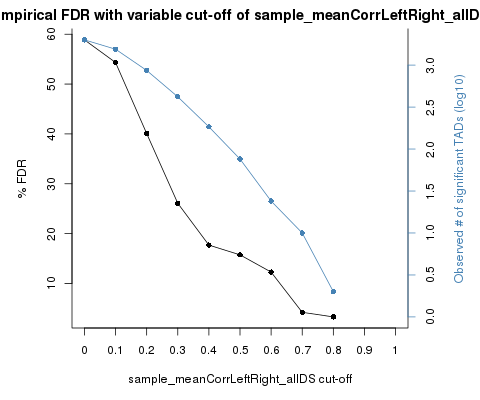 mpirical FDR with variable cut-off of sample_meanCorrLeftRight_allD
60
50
40
30
20
10
% FDR
3.0
2.5
2.0
1.5
1.0
0.5
0.0
Observed # of significant TADs (log10)
0 0.1 0.2 0.3 0.4 0.5 0.6 0.7 0.8 0.9 1
sample_meanCorrLeftRight_allDS cut-off